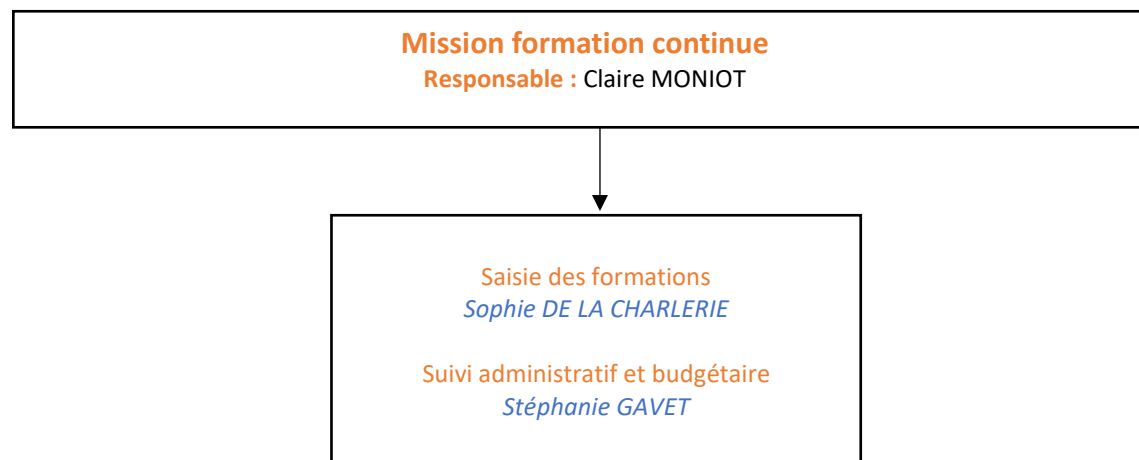 Mission formation continue
Responsable : Claire MONIOT
Saisie des formations
Sophie DE LA CHARLERIE
Suivi administratif et budgétaire
Stéphanie GAVET